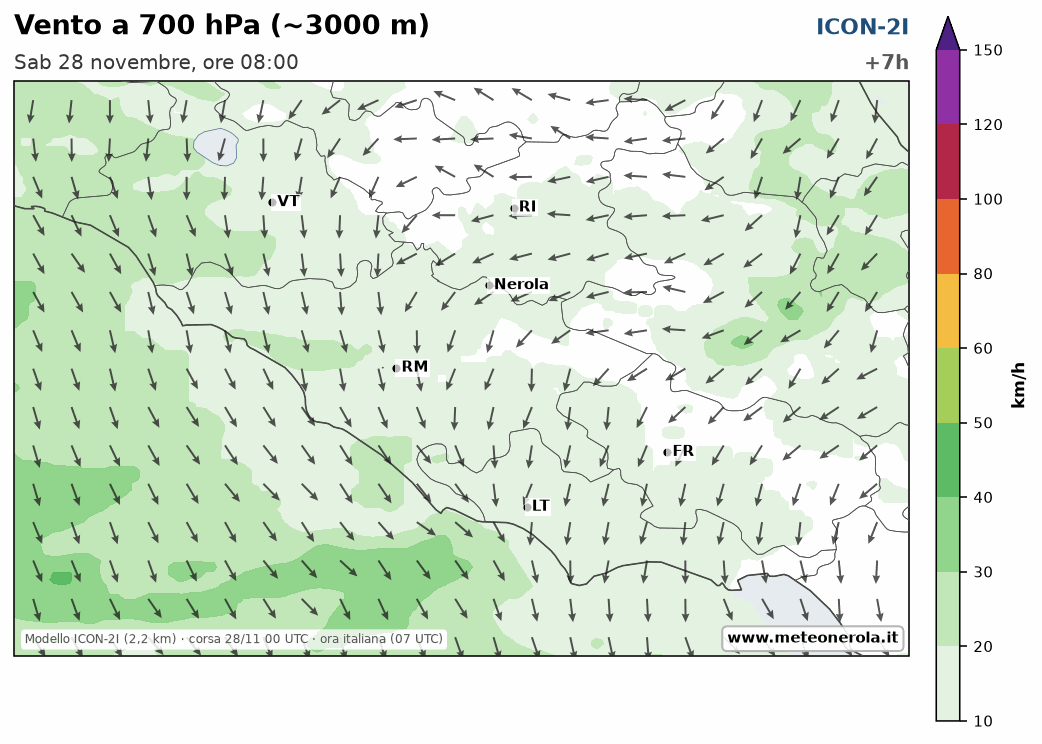 Vento a 700 hPa (~3000 m)
ICON-2I
Sab 28 novembre, ore 08:00
+7h
150
120
100
80
60
50
40
30
20
10
km/h
VT
RI
Nerola
RM
FR
LT
Modello ICON-2I (2,2 km) · corsa 28/11 00 UTC · ora italiana (07 UTC)
www.meteonerola.it